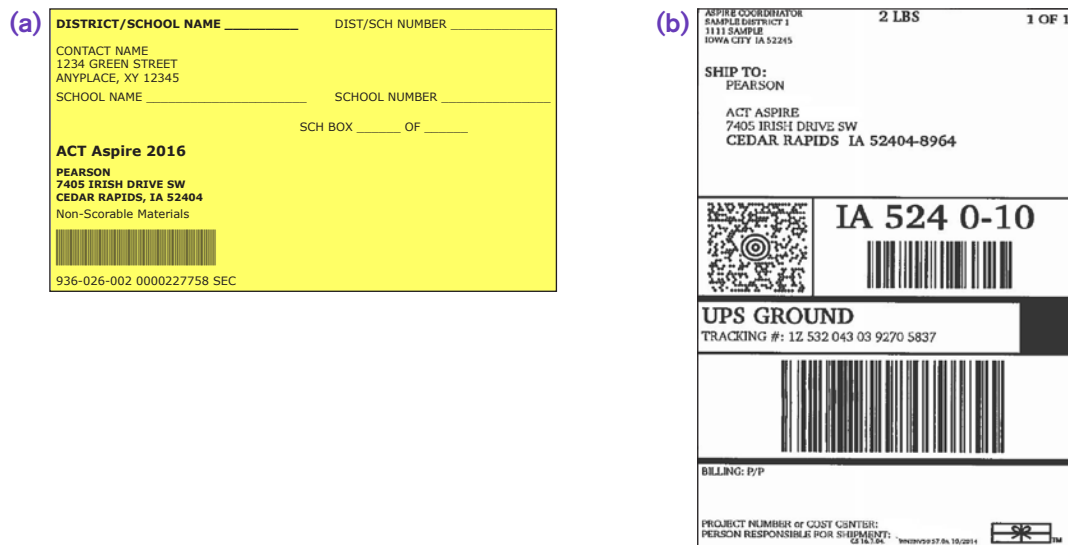 (a)
DISTRICT/SCHOOL NAME _________ DIST/SCH NUMBER ______________
CONTACT NAME
1234 GREEN STREET
ANYPLACE, XY 12345
SCHOOL NAME ______________________ SCHOOL NUMBER _______________
SCH BOX ______ OF ______
ACT Aspire 2016
PEARSON
7405 IRISH DRIVE SW
CEDAR RAPIDS, IA 52404
Non-Scorable Materials
936-026-002 0000227758 SEC
(b)
ASPIRE COORDINATOR 2 LBS 1 OF 1
SAMPLE DISTRICT 1
1111 SAMPLE
IOWA CITY IA 52245
SHIP TO:
PEARSON
ACT ASPIRE
7405 IRISH DRIVE SW
CEDAR RAPIDS IA 52404-8964
IA 524 0-10
UPS GROUND
TRACKING #: 1Z 532 043 03 9270 5837
BILLING: P/P
PROJECT NUMBER or COST CENTER:
PERSON RESPONSIBLE FOR SHIPMENT:
TM